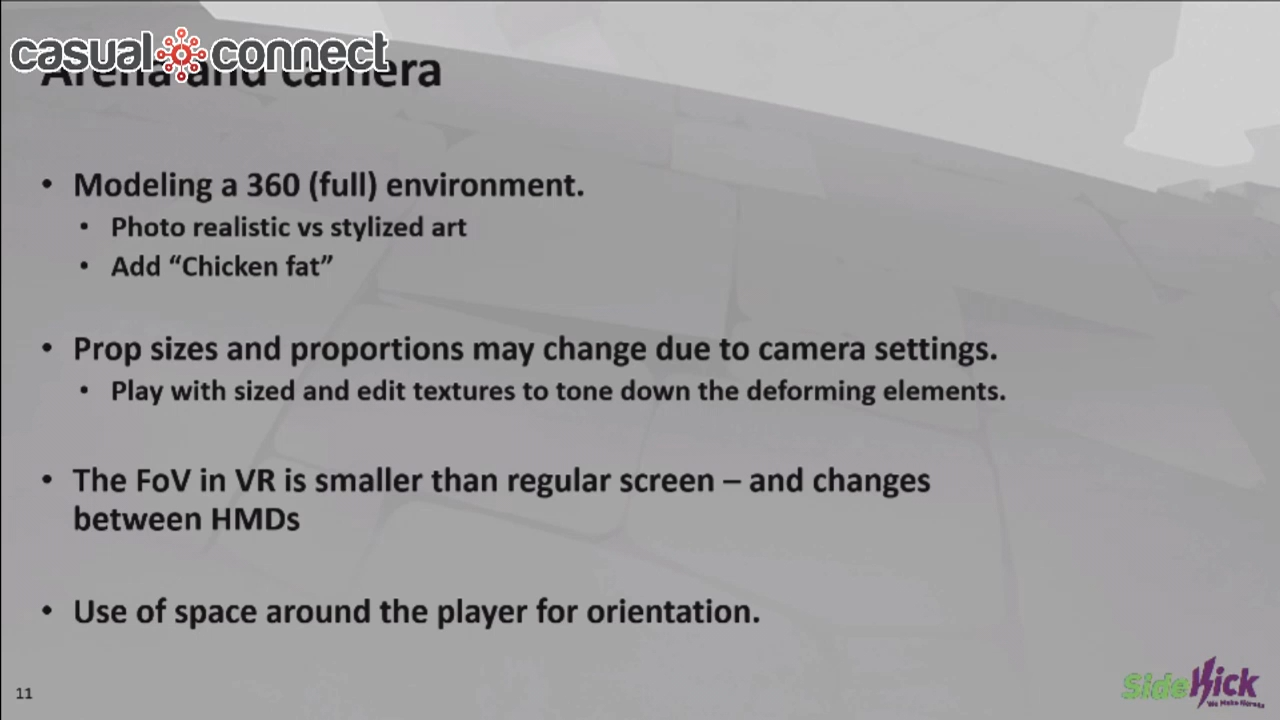 casual connect
Arena and camera
• Modeling a 360 (full) environment.
• Photo realistic vs stylized art
• Add “Chicken fat”
• Prop sizes and proportions may change due to camera settings.
• Play with sized and edit textures to tone down the deforming elements.
• The FoV in VR is smaller than regular screen – and changes
between HMDs
• Use of space around the player for orientation.
11
SideKick
We Make Heroes